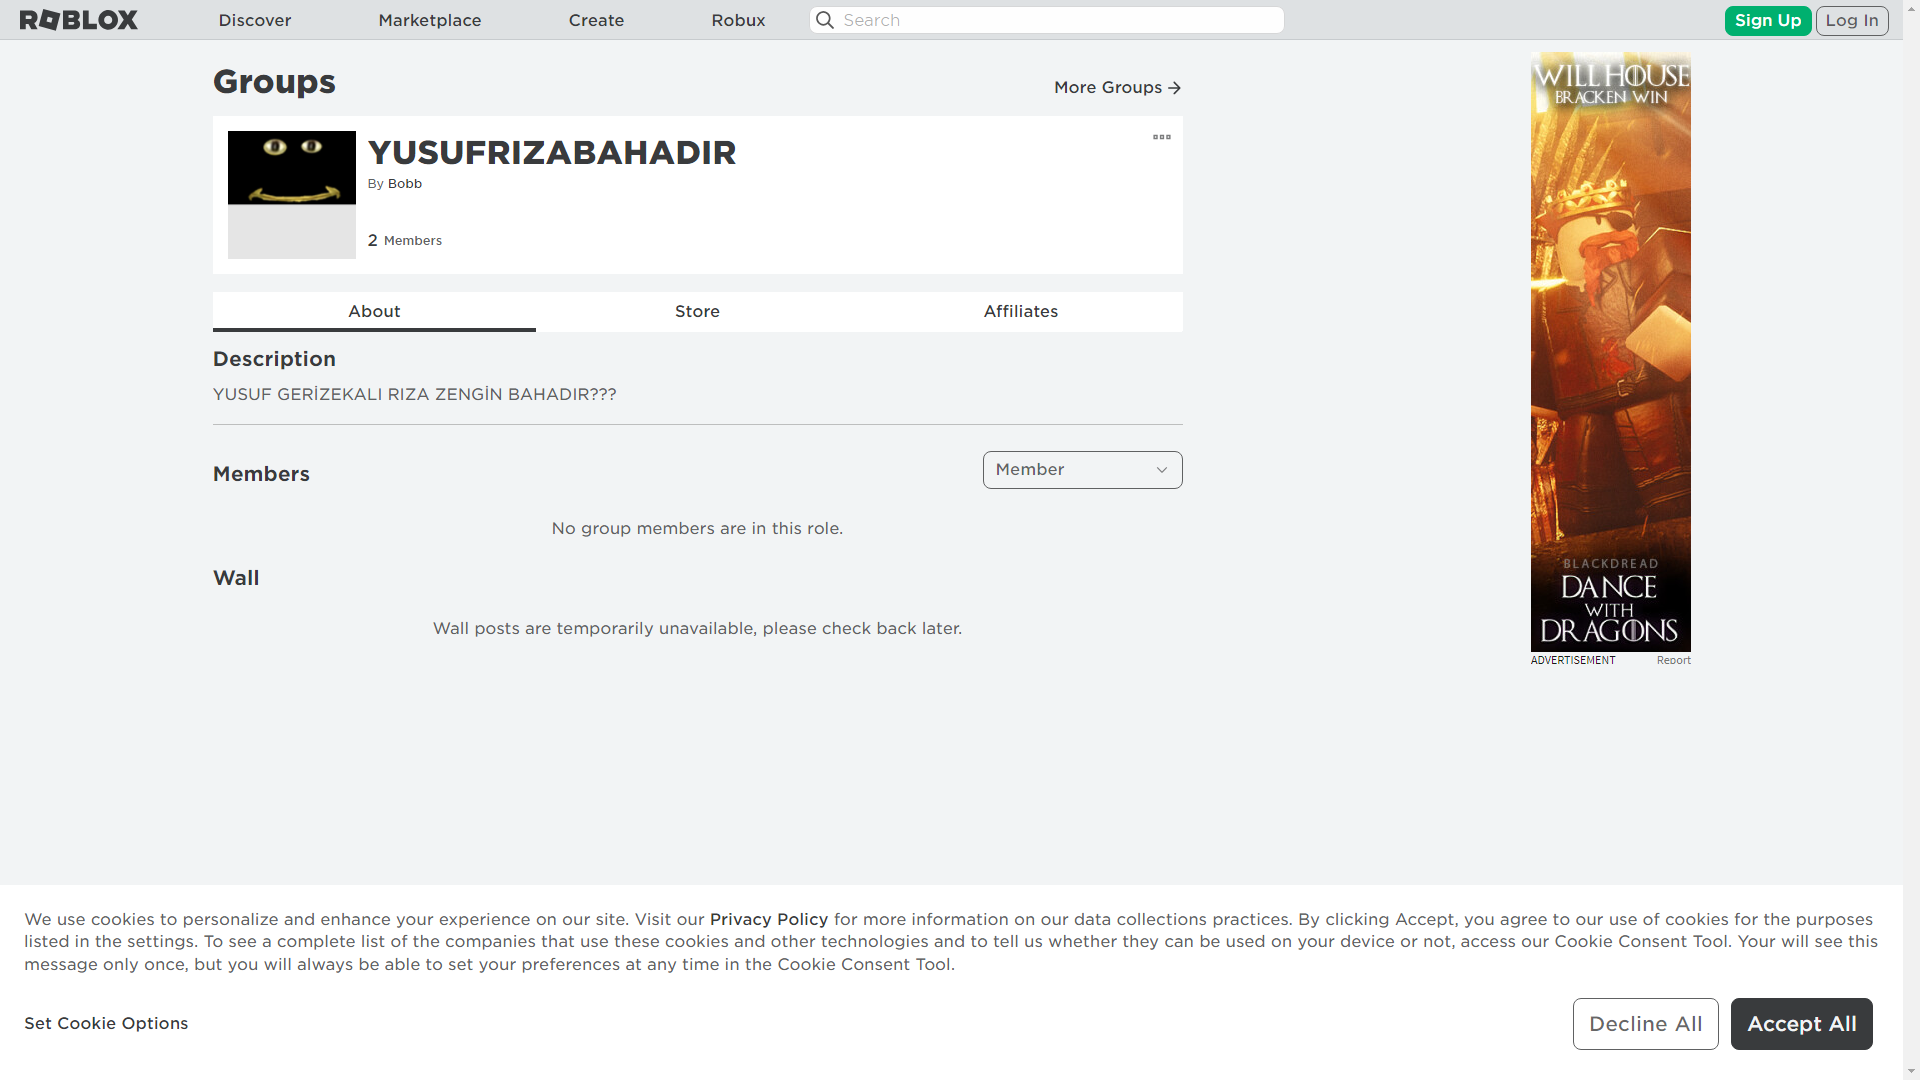 ROBLOX Discover Marketplace Create Robux Search Sign Up Log In
Groups
More Groups
YUSUFRIZABAHADIR
By Bobb
2 Members
About Store Affiliates
Description
YUSUF GERİZEKALI RIZA ZENGİN BAHADIR???
Members
Member
No group members are in this role.
Wall
Wall posts are temporarily unavailable, please check back later.
WILL HOUSE
BRACKEN WIN
BLACKDREAD
DANCE
WITH
DRAGONS
ADVERTISEMENT Report
We use cookies to personalize and enhance your experience on our site. Visit our Privacy Policy for more information on our data collections practices. By clicking Accept, you agree to our use of cookies for the purposes
listed in the settings. To see a complete list of the companies that use these cookies and other technologies and to tell us whether they can be used on your device or not, access our Cookie Consent Tool. Your will see this
message only once, but you will always be able to set your preferences at any time in the Cookie Consent Tool.
Set Cookie Options
Decline All
Accept All